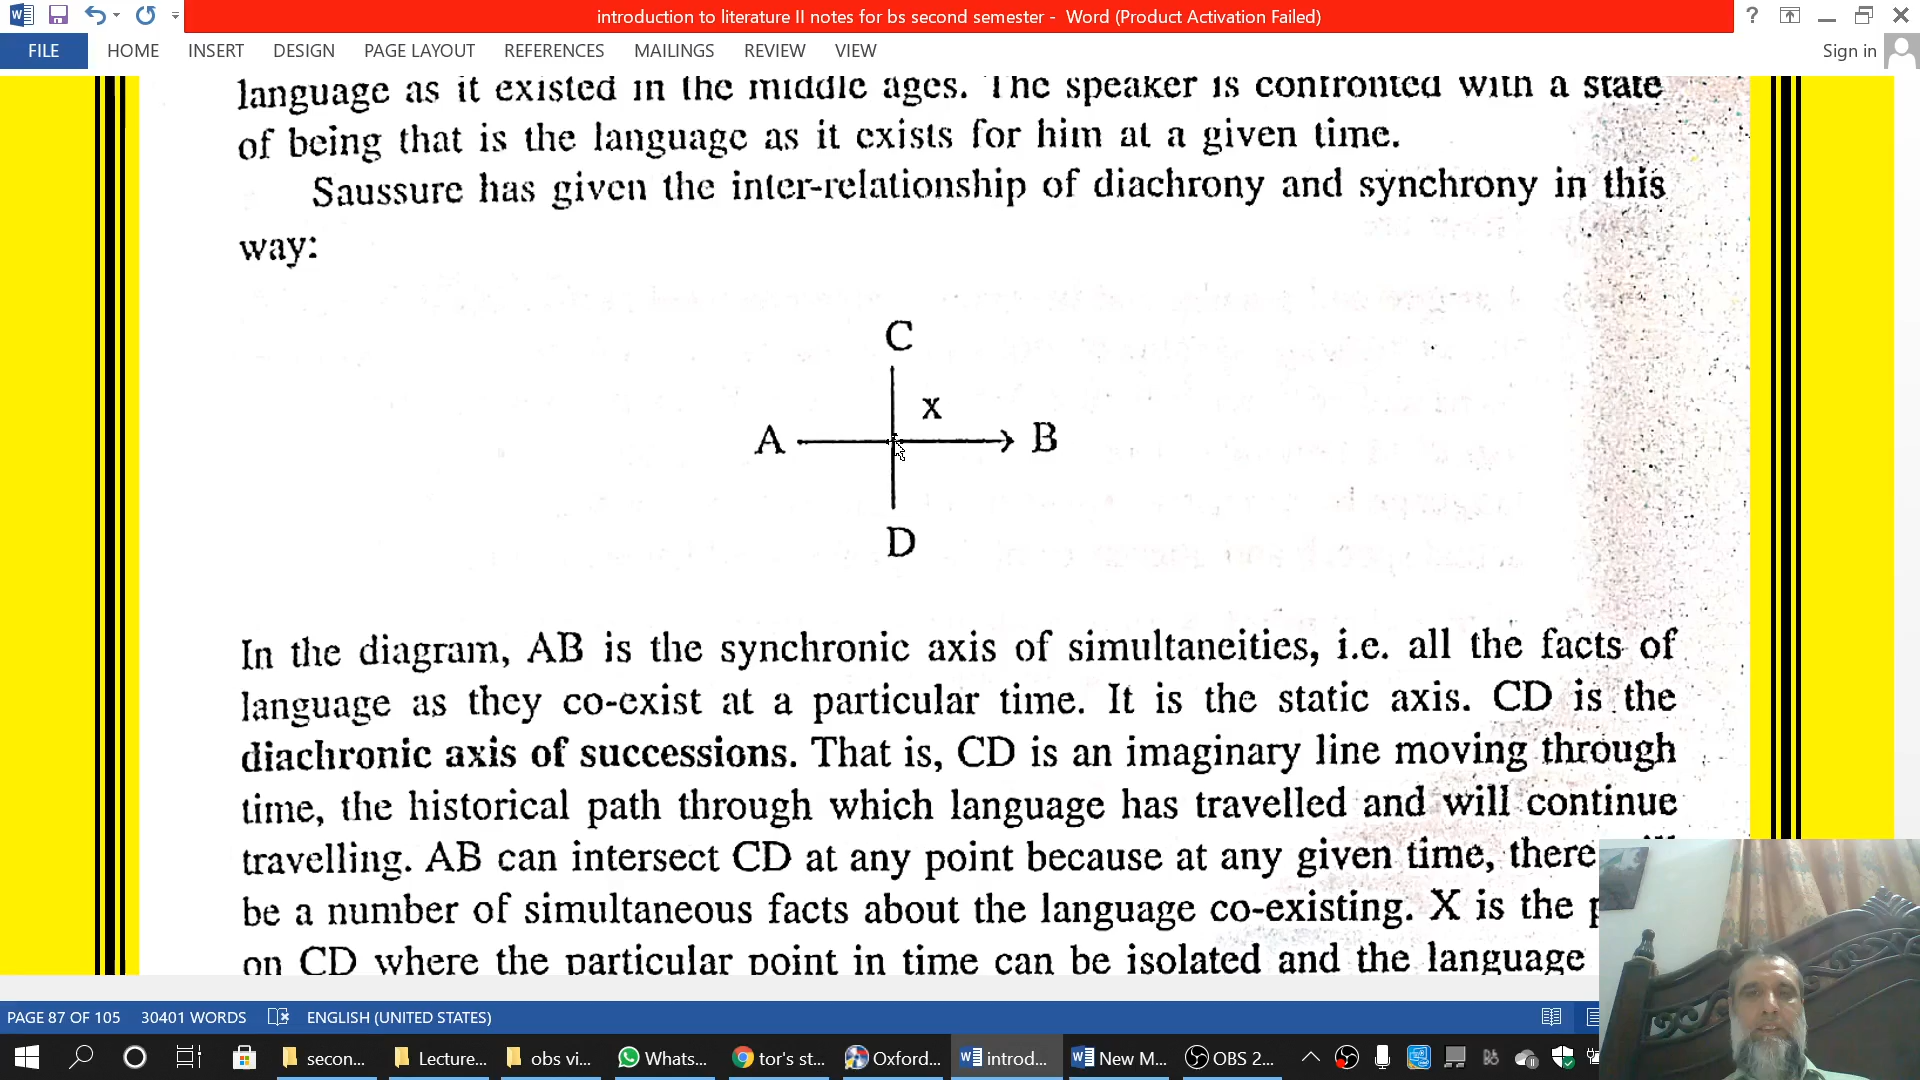 introduction to literature II notes for bs second semester - Word (Product Activation Failed)
FILE HOME INSERT DESIGN PAGE LAYOUT REFERENCES MAILINGS REVIEW VIEW Sign in
language as it existed in the middle ages. The speaker is confronted with a state
of being that is the language as it exists for him at a given time.
Saussure has given the inter-relationship of diachrony and synchrony in this
way:
C
x
A B
D
In the diagram, AB is the synchronic axis of simultaneities, i.e. all the facts of
language as they co-exist at a particular time. It is the static axis. CD is the
diachronic axis of successions. That is, CD is an imaginary line moving through
time, the historical path through which language has travelled and will continue
travelling. AB can intersect CD at any point because at any given time, there
be a number of simultaneous facts about the language co-existing. X is the
on CD where the particular point in time can be isolated and the language
PAGE 87 OF 105 30401 WORDS ENGLISH (UNITED STATES)
secon... Lecture... obs vi... Whats... tor's st... Oxford... introd... New M... OBS 2...